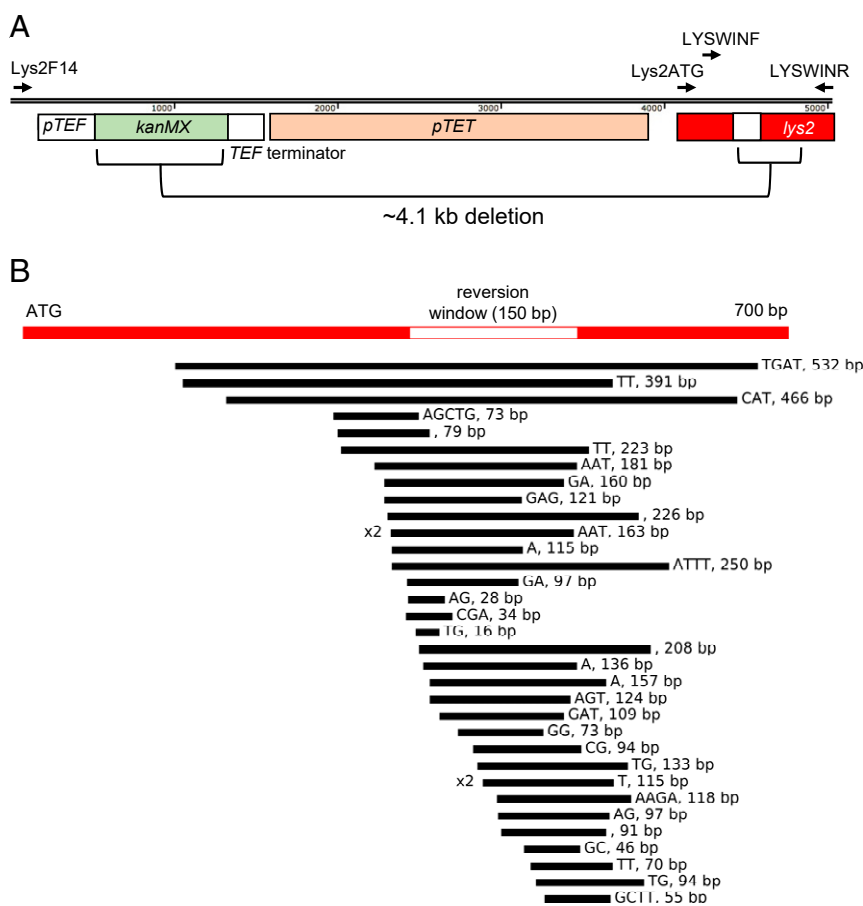 A
LYSWINF
Lys2F14
Lys2ATG
LYSWINR
1000
2000
3000
4000
5000
pTEF
kanMX
pTET
lys2
TEF terminator
~4.1 kb deletion
B
ATG
reversion
window (150 bp)
700 bp
TGAT, 532 bp
TT, 391 bp
CAT, 466 bp
AGCTG, 73 bp
, 79 bp
TT, 223 bp
AAT, 181 bp
GA, 160 bp
GAG, 121 bp
, 226 bp
x2 AAT, 163 bp
A, 115 bp
ATTT, 250 bp
GA, 97 bp
AG, 28 bp
CGA, 34 bp
TG, 16 bp
, 208 bp
A, 136 bp
A, 157 bp
AGT, 124 bp
GAT, 109 bp
GG, 73 bp
CG, 94 bp
TG, 133 bp
x2 T, 115 bp
AAGA, 118 bp
AG, 97 bp
, 91 bp
GC, 46 bp
TT, 70 bp
TG, 94 bp
GCTT, 55 bp